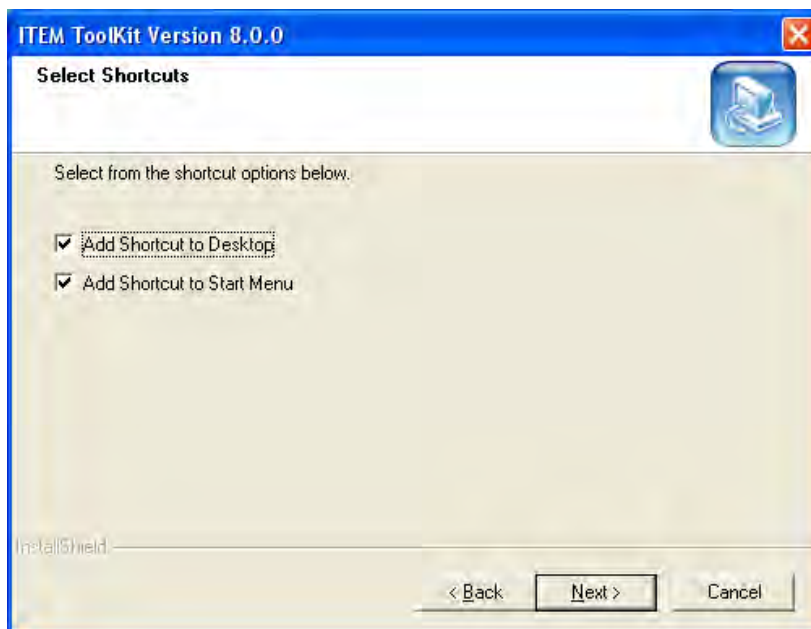 ITEM ToolKit Version 8.0.0
Select Shortcuts
Select from the shortcut options below.
Add Shortcut to Desktop
Add Shortcut to Start Menu
InstallShield
< Back Next > Cancel